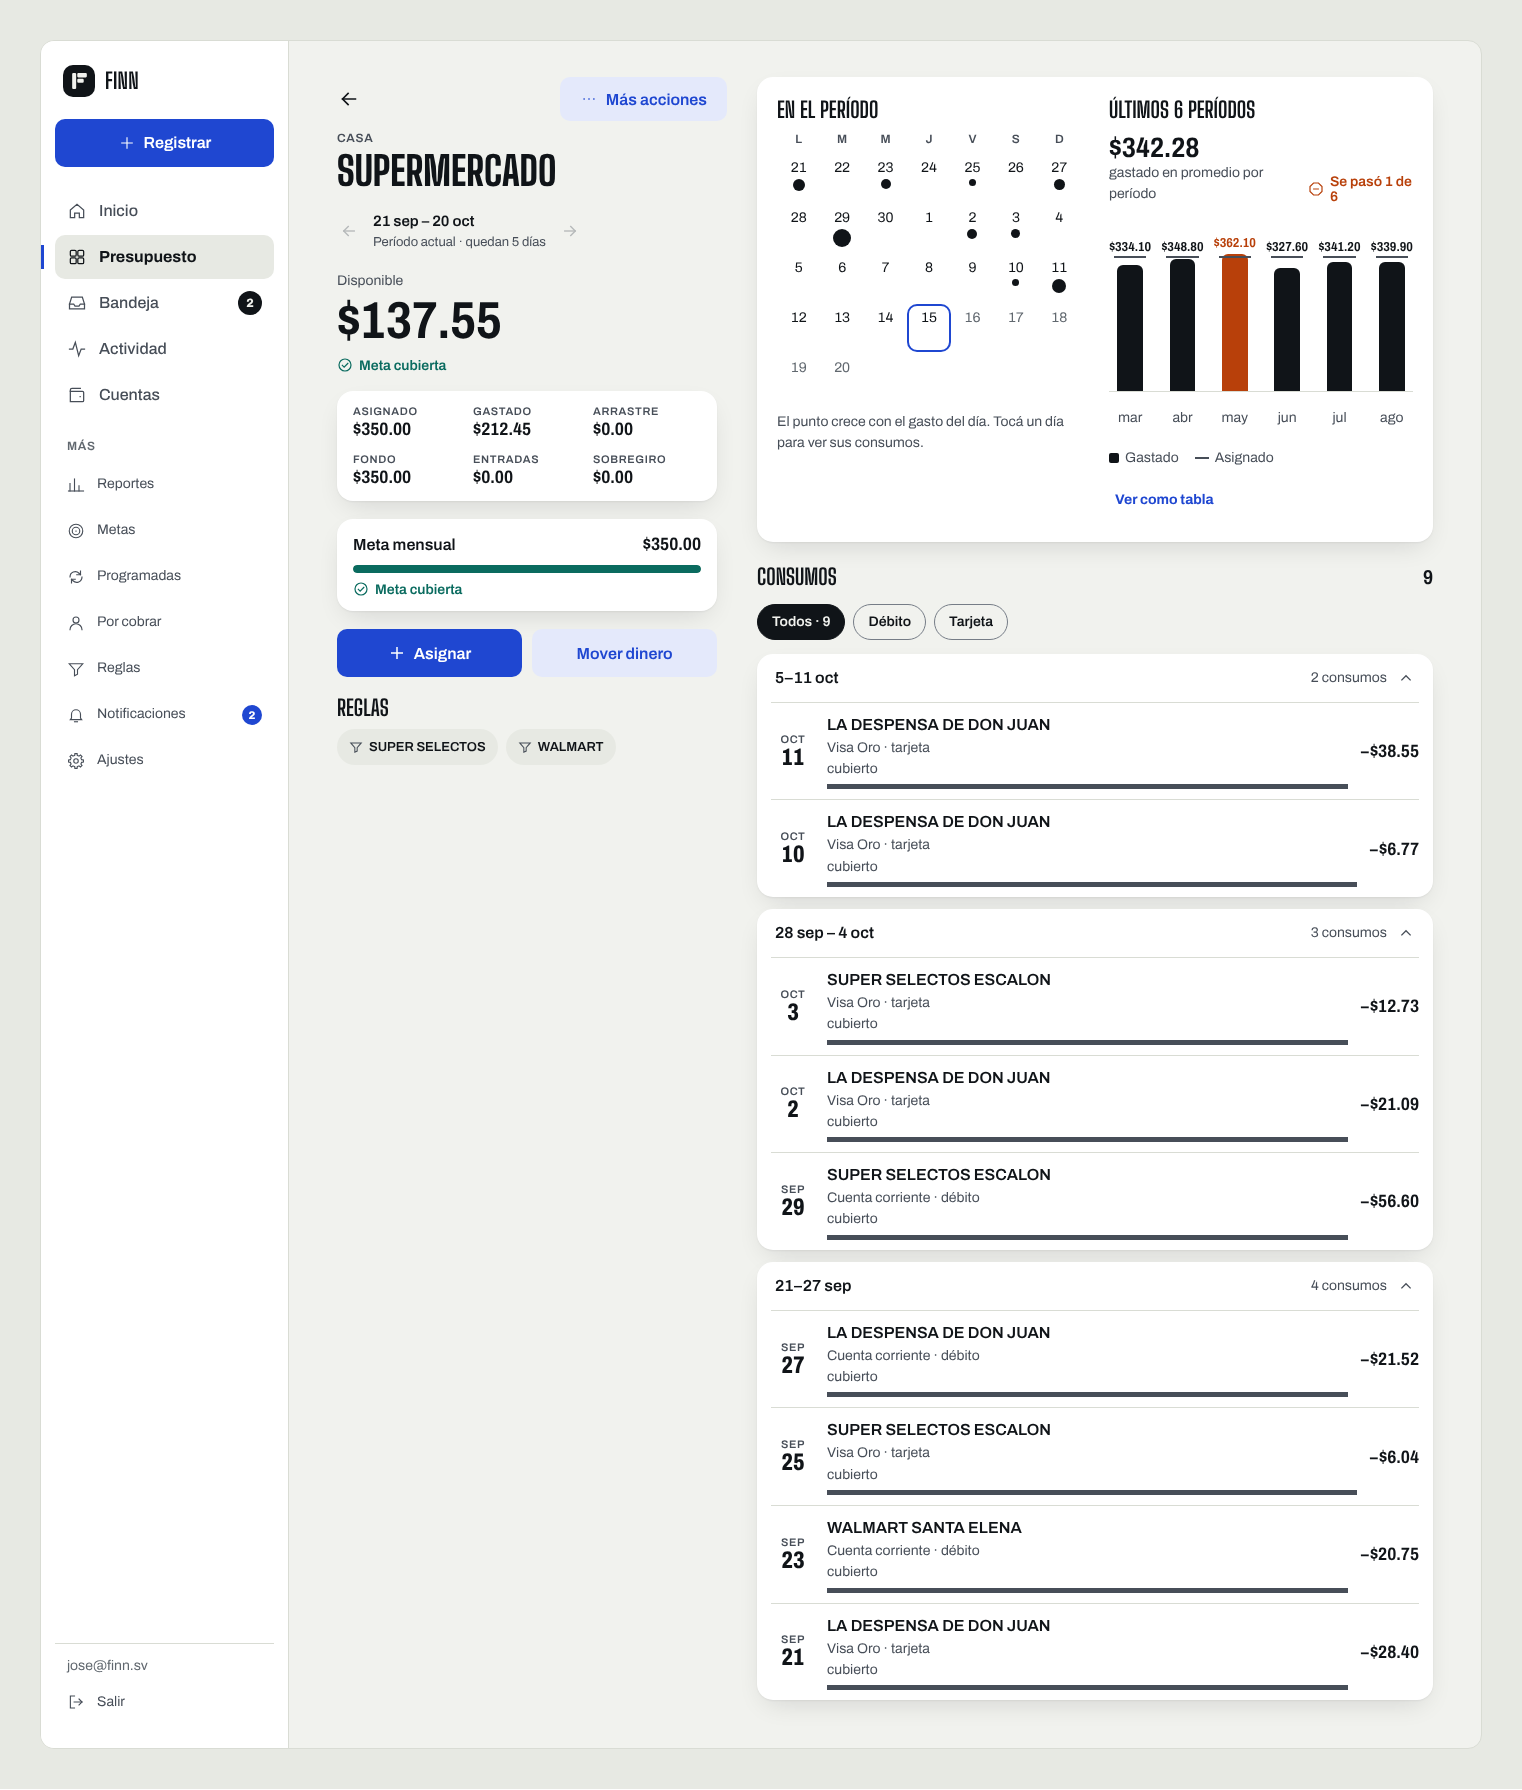 FINN
Registrar
Inicio
Presupuesto
Bandeja 2
Actividad
Cuentas
MÁS
Reportes
Metas
Programadas
Por cobrar
Reglas
Notificaciones 2
Ajustes
jose@finn.sv
Salir
Más acciones
CASA
SUPERMERCADO
21 sep – 20 oct
Período actual · quedan 5 días
Disponible
$137.55
Meta cubierta
ASIGNADO GASTADO ARRASTRE
$350.00 $212.45 $0.00
FONDO ENTRADAS SOBREGIRO
$350.00 $0.00 $0.00
Meta mensual $350.00
Meta cubierta
Asignar
Mover dinero
REGLAS
SUPER SELECTOS
WALMART
EN EL PERÍODO
L M M J V S D
21 22 23 24 25 26 27
28 29 30 1 2 3 4
5 6 7 8 9 10 11
12 13 14 15 16 17 18
19 20
El punto crece con el gasto del día. Tocá un día
para ver sus consumos.
ÚLTIMOS 6 PERÍODOS
$342.28
gastado en promedio por
período
Se pasó 1 de
6
$334.10 $348.80 $362.10 $327.60 $341.20 $339.90
mar abr may jun jul ago
Gastado Asignado
Ver como tabla
CONSUMOS 9
Todos · 9
Débito
Tarjeta
5–11 oct 2 consumos
OCT
11
LA DESPENSA DE DON JUAN
Visa Oro · tarjeta
cubierto
–$38.55
OCT
10
LA DESPENSA DE DON JUAN
Visa Oro · tarjeta
cubierto
–$6.77
28 sep – 4 oct 3 consumos
OCT
3
SUPER SELECTOS ESCALON
Visa Oro · tarjeta
cubierto
–$12.73
OCT
2
LA DESPENSA DE DON JUAN
Visa Oro · tarjeta
cubierto
–$21.09
SEP
29
SUPER SELECTOS ESCALON
Cuenta corriente · débito
cubierto
–$56.60
21–27 sep 4 consumos
SEP
27
LA DESPENSA DE DON JUAN
Cuenta corriente · débito
cubierto
–$21.52
SEP
25
SUPER SELECTOS ESCALON
Visa Oro · tarjeta
cubierto
–$6.04
SEP
23
WALMART SANTA ELENA
Cuenta corriente · débito
cubierto
–$20.75
SEP
21
LA DESPENSA DE DON JUAN
Visa Oro · tarjeta
cubierto
–$28.40